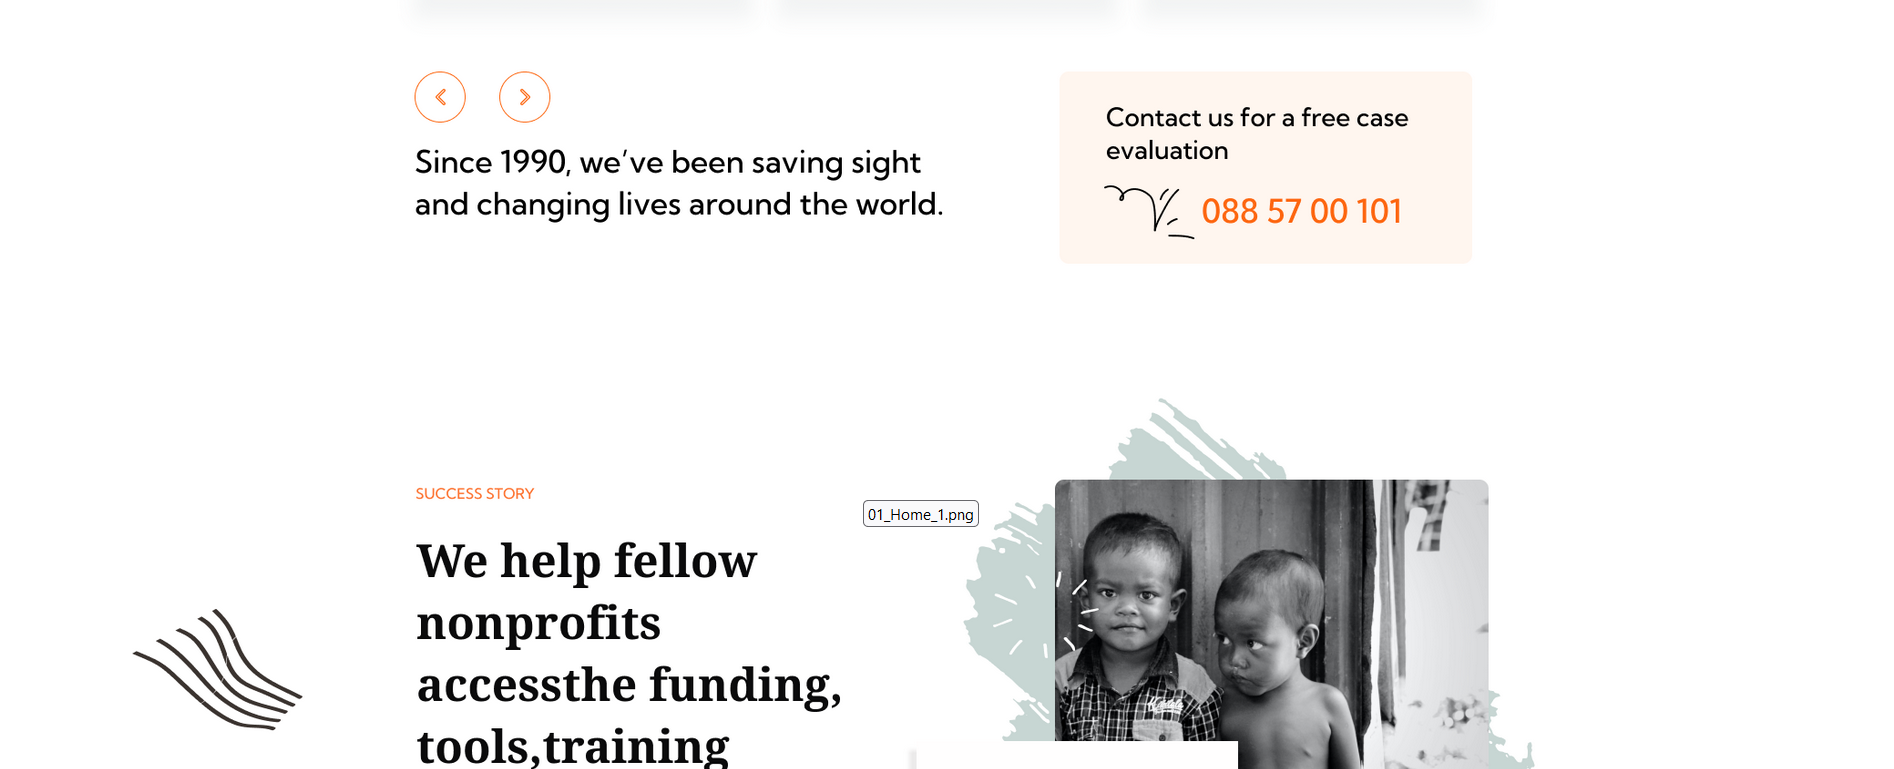 Since 1990, we’ve been saving sight
and changing lives around the world.
Contact us for a free case
evaluation
088 57 00 101
SUCCESS STORY
01_Home_1.png
We help fellow
nonprofits
accessthe funding,
tools,training